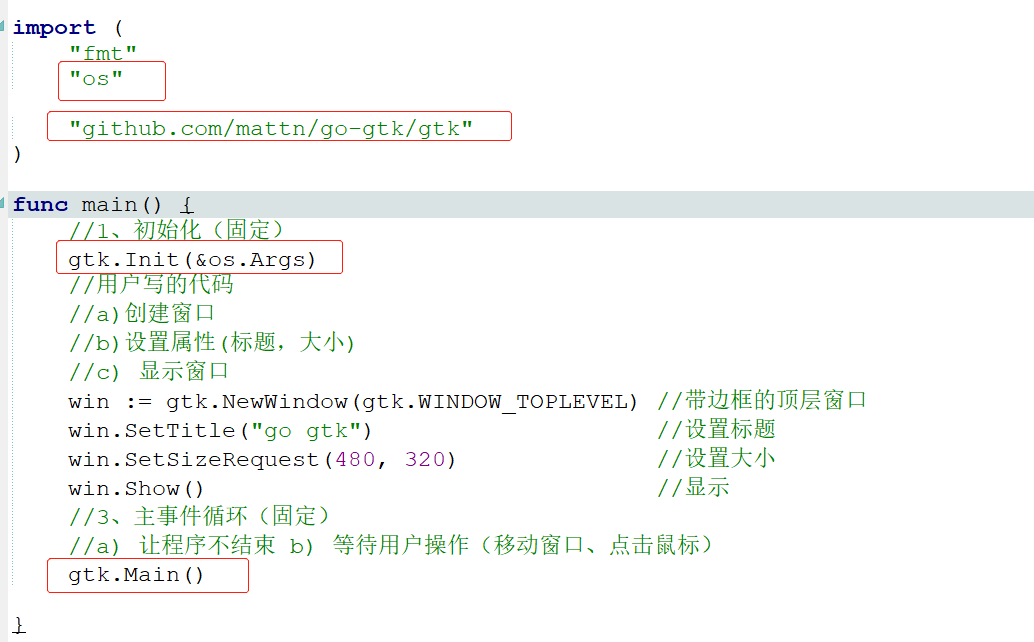 import (
"fmt"
"os"
"github.com/mattn/go-gtk/gtk"
)
func main() {
//1、初始化（固定）
gtk.Init(&os.Args)
//用户写的代码
//a)创建窗口
//b)设置属性(标题，大小)
//c) 显示窗口
win := gtk.NewWindow(gtk.WINDOW_TOPLEVEL) //带边框的顶层窗口
win.SetTitle("go gtk") //设置标题
win.SetSizeRequest(480, 320) //设置大小
win.Show() //显示
//3、主事件循环（固定）
//a) 让程序不结束 b) 等待用户操作（移动窗口、点击鼠标）
gtk.Main()
}